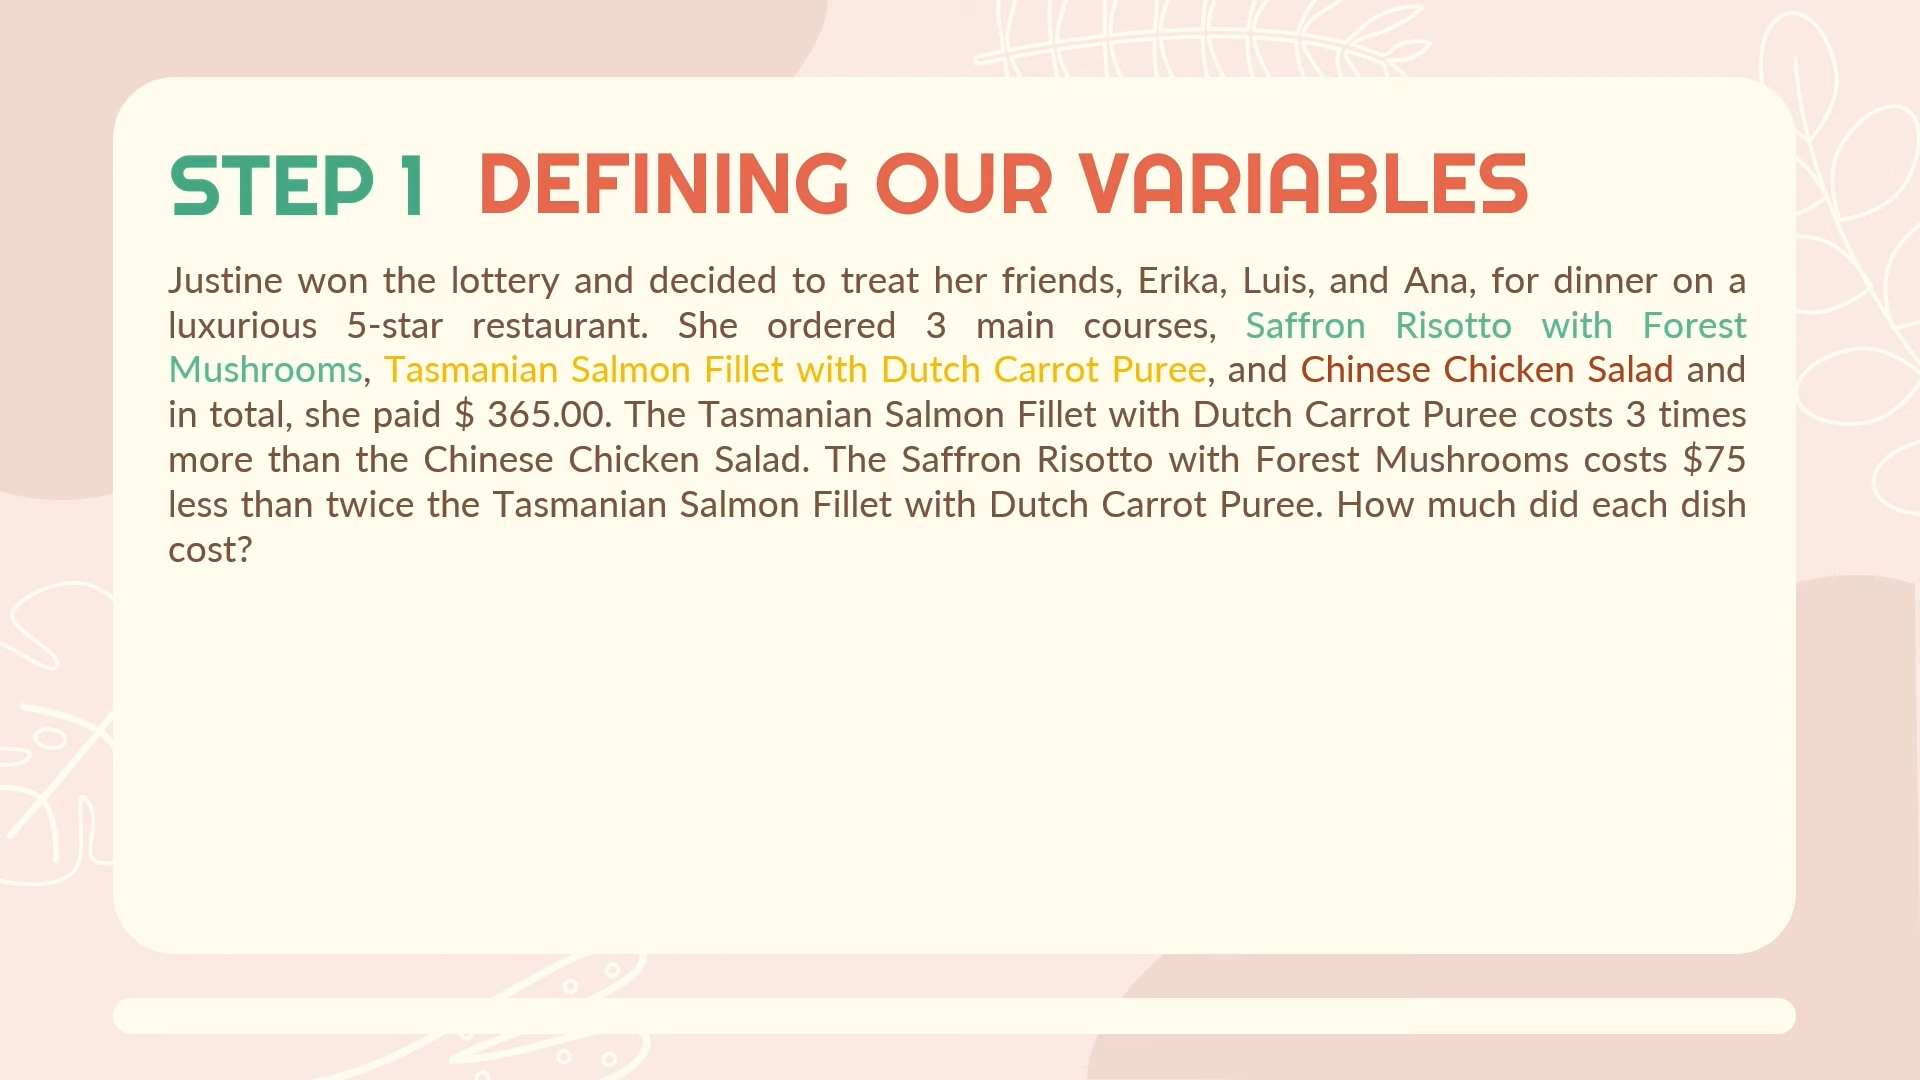 STEP 1 DEFINING OUR VARIABLES
Justine won the lottery and decided to treat her friends, Erika, Luis, and Ana, for dinner on a
luxurious 5-star restaurant. She ordered 3 main courses, Saffron Risotto with Forest
Mushrooms, Tasmanian Salmon Fillet with Dutch Carrot Puree, and Chinese Chicken Salad and
in total, she paid $ 365.00. The Tasmanian Salmon Fillet with Dutch Carrot Puree costs 3 times
more than the Chinese Chicken Salad. The Saffron Risotto with Forest Mushrooms costs $75
less than twice the Tasmanian Salmon Fillet with Dutch Carrot Puree. How much did each dish
cost?